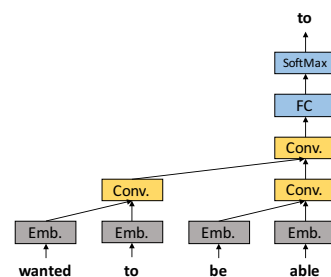 to
SoftMax
FC
Conv.
Conv. Conv.
Emb. Emb. Emb. Emb.
wanted to be able